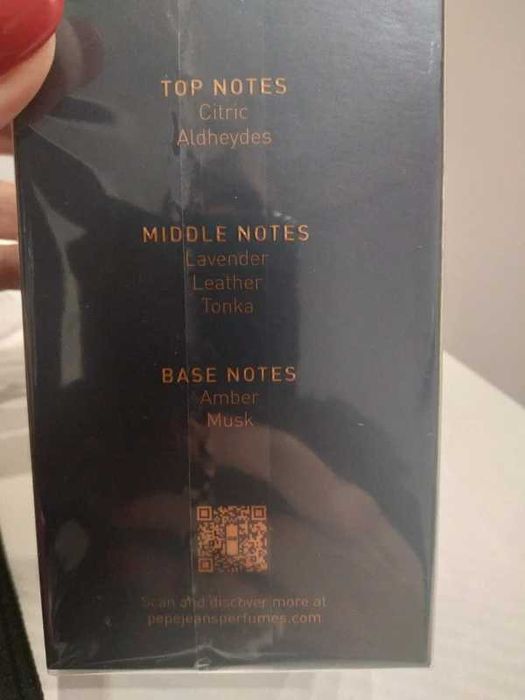 TOP NOTES
Citric
Aldheydes
MIDDLE NOTES
Lavender
Leather
Tonka
BASE NOTES
Amber
Musk
Scan and discover more at
pepejeansperfumes.com